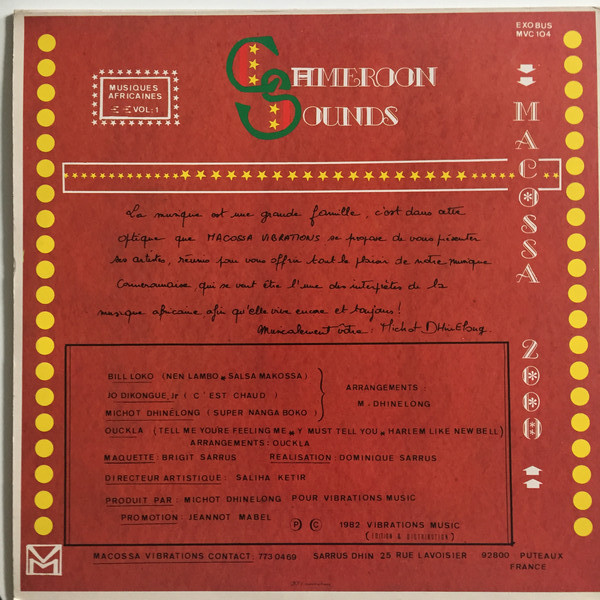 EXOBUS
MVC 104
CAMEROON
SOUNDS
MUSIQUES
AFRICAINES
VOL: 1
MACOSSA 2000
La musique est une grande famille, c'est dans cette
optique que MACOSSA VIBRATIONS se propose de vous présenter
ses artistes, réunis pour vous offrir tout le plaisir de notre musique
Camerounaise qui se veut être l'une des interprètes de la
musique africaine afin qu'elle vive encore et toujours!
Musicalement vôtre: Michot DHinElong.
BILL LOKO (NEN LAMBO SALSA MAKOSSA)
JO DIKONGUE, Jr ( C' EST CHAUD )
MICHOT DHINÉLONG ( SUPER NANGA BOKO )
ARRANGEMENTS :
M - DHINELONG
OUCKLA (TELL ME YOURE FEELING ME Y MUST TELL YOU HARLEM LIKE NEW BELL)
ARRANGEMENTS: OUCKLA
MAQUETTE: BRIGIT SARRUS REALISATION: DOMINIQUE SARRUS
DIRECTEUR ARTISTIQUE: SALIHA KETIR
PRODUIT PAR: MICHOT DHINELONG POUR VIBRATIONS MUSIC
PROMOTION: JEANNOT MABEL Ⓟ Ⓒ 1982 VIBRATIONS MUSIC
(EDITION & DISTRIBUTION)
VM
MACOSSA VIBRATIONS CONTACT: 773 04 69 SARRUS DHIN 25 RUE LAVOISIER 92800 PUTEAUX
FRANCE